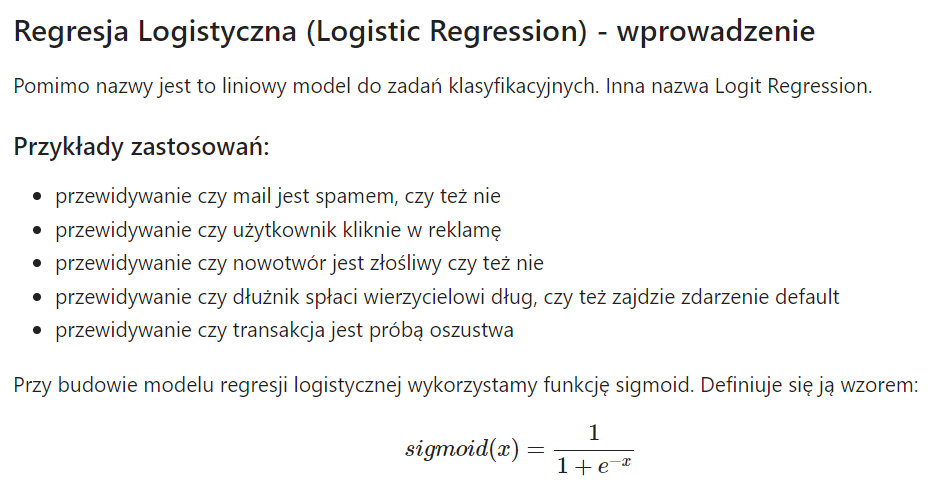 Regresja Logistyczna (Logistic Regression) - wprowadzenie
Pomimo nazwy jest to liniowy model do zadań klasyfikacyjnych. Inna nazwa Logit Regression.
Przykłady zastosowań:
• przewidywanie czy mail jest spamem, czy też nie
• przewidywanie czy użytkownik kliknie w reklamę
• przewidywanie czy nowotwór jest złośliwy czy też nie
• przewidywanie czy dłużnik spłaci wierzycielowi dług, czy też zajdzie zdarzenie default
• przewidywanie czy transakcja jest próbą oszustwa
Przy budowie modelu regresji logistycznej wykorzystamy funkcję sigmoid. Definiuje się ją wzorem:
$sigmoid(x) = \frac{1}{1 + e^{-x}}$